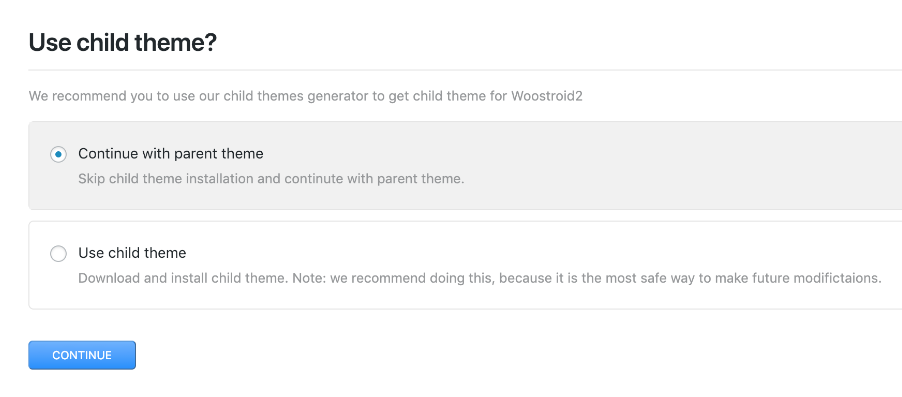 Use child theme?
We recommend you to use our child themes generator to get child theme for Woostroid2
Continue with parent theme
Skip child theme installation and continute with parent theme.
Use child theme
Download and install child theme. Note: we recommend doing this, because it is the most safe way to make future modifictaions.
CONTINUE